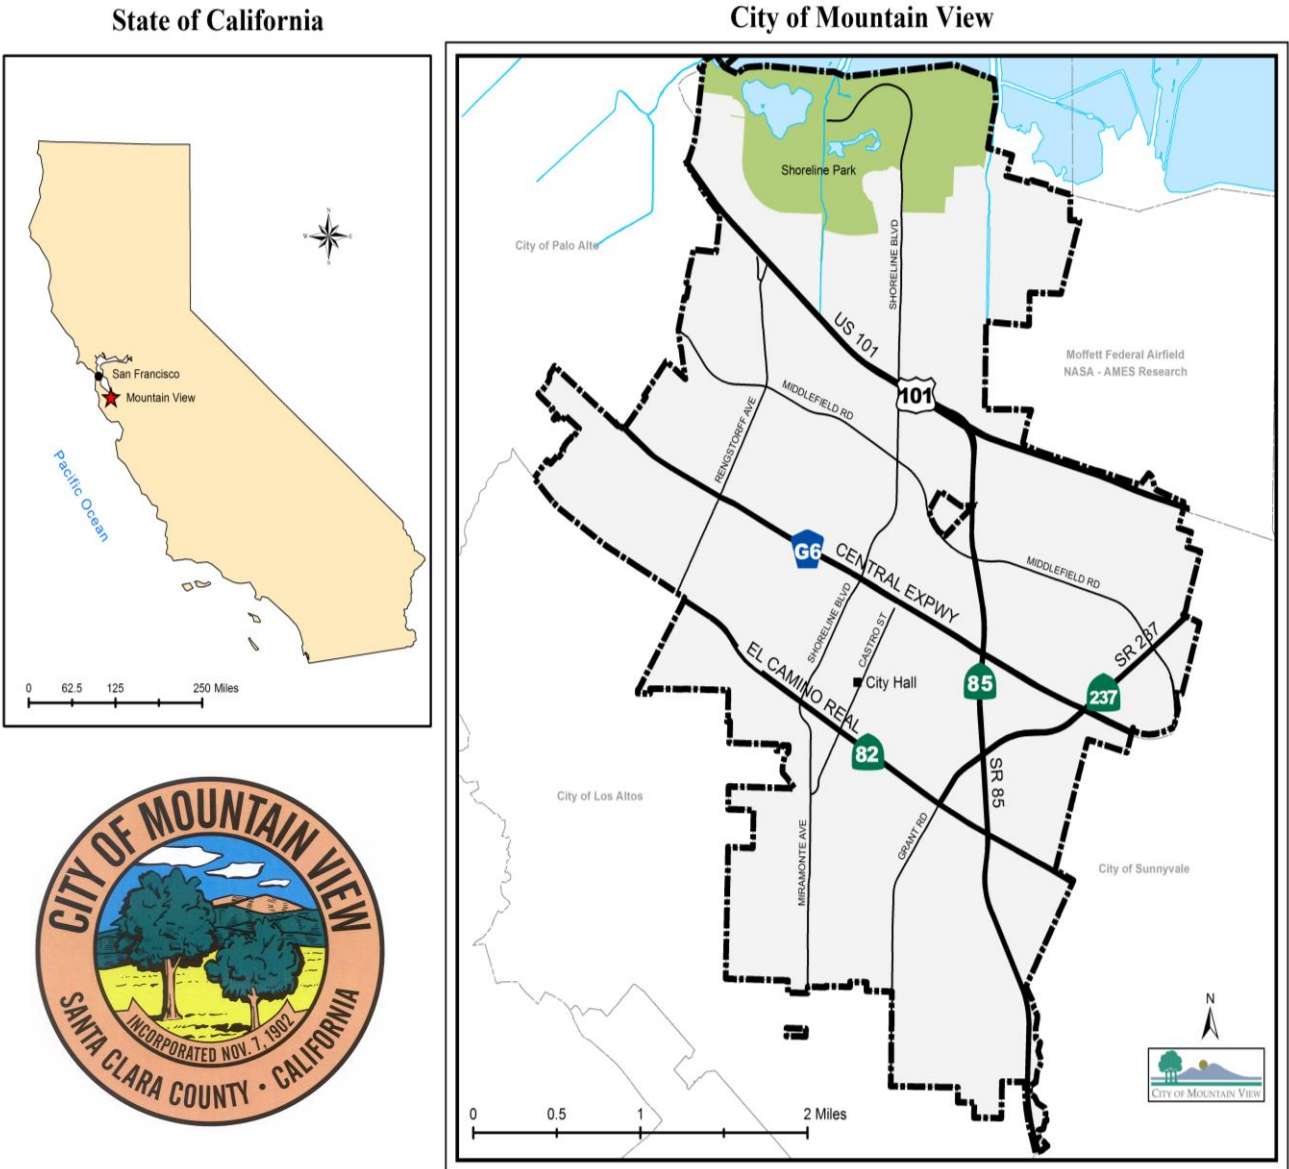 State of California
City of Mountain View
N
W
E
S
San Francisco
Mountain View
Pacific Ocean
0 62.5 125 250 Miles
CITY OF MOUNTAIN VIEW
INCORPORATED NOV. 7, 1902
SANTA CLARA COUNTY • CALIFORNIA
Shoreline Park
City of Palo Alto
SHORELINE BLVD
US 101
Moffett Federal Airfield
NASA - AMES Research
101
MIDDLEFIELD RD
RENGSTORFF AVE
G6
CENTRAL EXPWY
MIDDLEFIELD RD
SHORELINE BLVD
CASTRO ST
SR 237
EL CAMINO REAL
City Hall
85
237
82
SR 85
City of Los Altos
MIRAMONTE AVE
GRANT RD
City of Sunnyvale
N
CITY OF MOUNTAIN VIEW
0 0.5 1 2 Miles